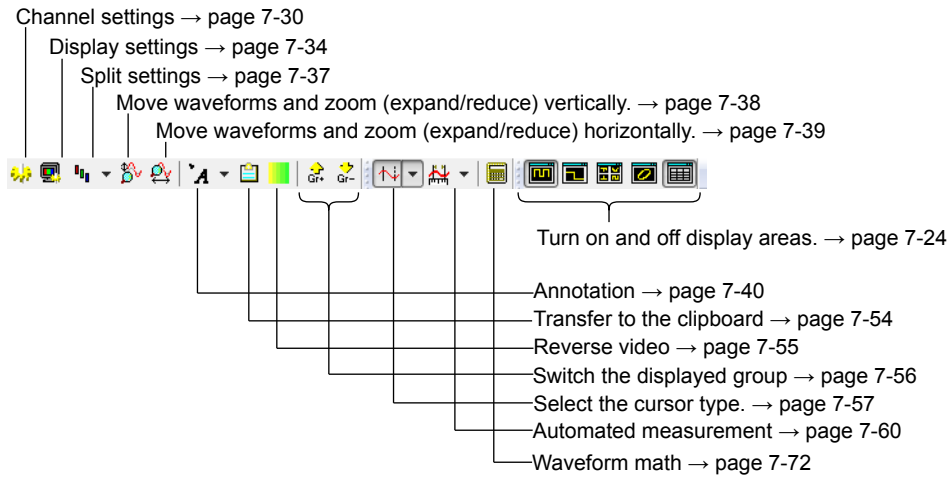 Channel settings → page 7-30
Display settings → page 7-34
Split settings → page 7-37
Move waveforms and zoom (expand/reduce) vertically. → page 7-38
Move waveforms and zoom (expand/reduce) horizontally. → page 7-39
A Gr+ Gr-
Turn on and off display areas. → page 7-24
Annotation → page 7-40
Transfer to the clipboard → page 7-54
Reverse video → page 7-55
Switch the displayed group → page 7-56
Select the cursor type. → page 7-57
Automated measurement → page 7-60
Waveform math → page 7-72